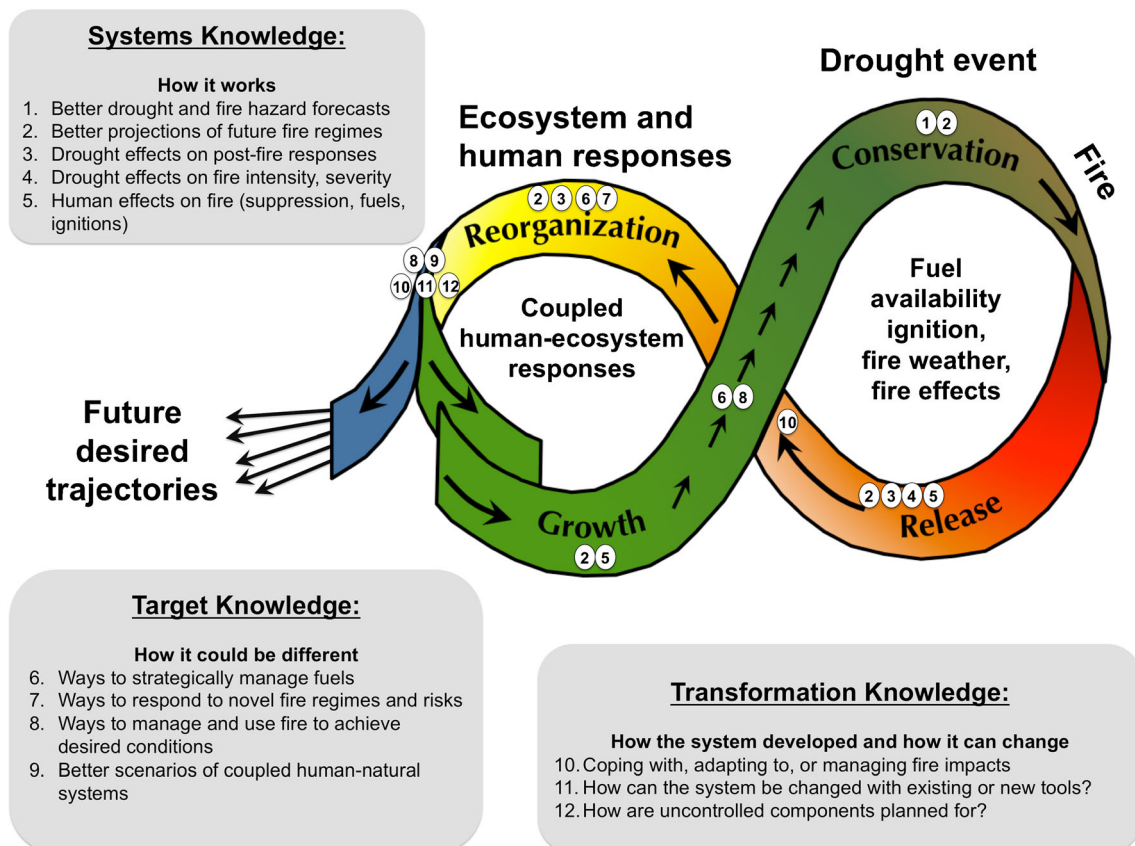 Systems Knowledge:
How it works
1. Better drought and fire hazard forecasts
2. Better projections of future fire regimes
3. Drought effects on post-fire responses
4. Drought effects on fire intensity, severity
5. Human effects on fire (suppression, fuels,
ignitions)
Drought event
Ecosystem and
human responses
Fire
1 2
Conservation
2 3 6 7
Reorganization
8 9
10 11 12
Coupled
human-ecosystem
responses
Fuel
availability
ignition,
fire weather,
fire effects
6 8
10
Future
desired
trajectories
2 3 4 5
Release
Growth
2 5
Target Knowledge:
How it could be different
6. Ways to strategically manage fuels
7. Ways to respond to novel fire regimes and risks
8. Ways to manage and use fire to achieve
desired conditions
9. Better scenarios of coupled human-natural
systems
Transformation Knowledge:
How the system developed and how it can change
10. Coping with, adapting to, or managing fire impacts
11. How can the system be changed with existing or new tools?
12. How are uncontrolled components planned for?